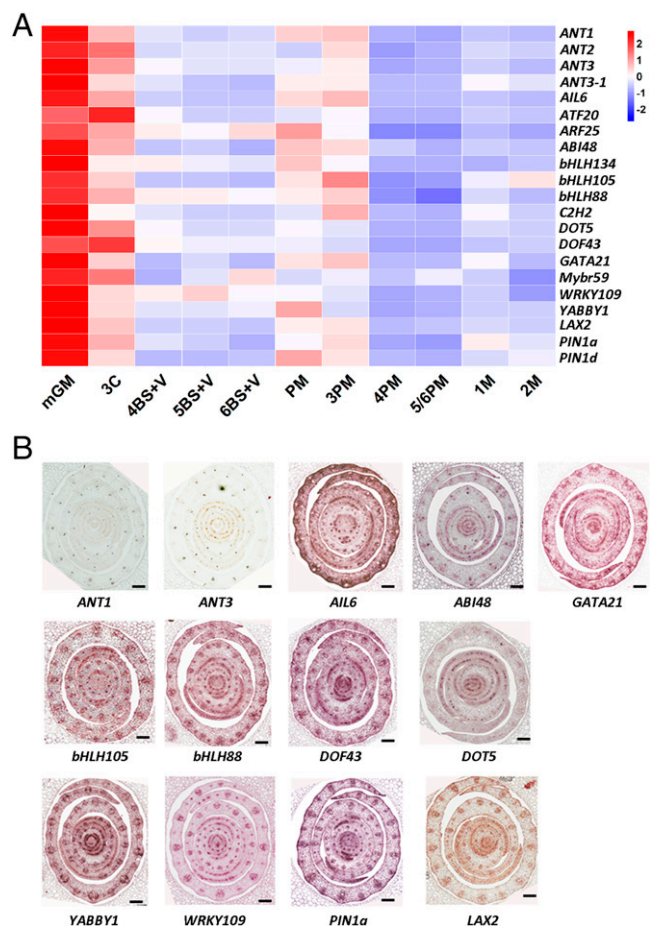 A
ANT1
ANT2
ANT3
ANT3-1
AIL6
ATF20
ARF25
ABI48
bHLH134
bHLH105
bHLH88
C2H2
DOT5
DOF43
GATA21
Mybr59
WRKY109
YABBY1
LAX2
PIN1a
PIN1d
2
1
0
-1
-2
mGM 3C 4BS+V 5BS+V 6BS+V PM 3PM 4PM 5/6PM 1M 2M
B
ANT1 ANT3 AIL6 ABI48 GATA21
bHLH105 bHLH88 DOF43 DOT5
YABBY1 WRKY109 PIN1a LAX2